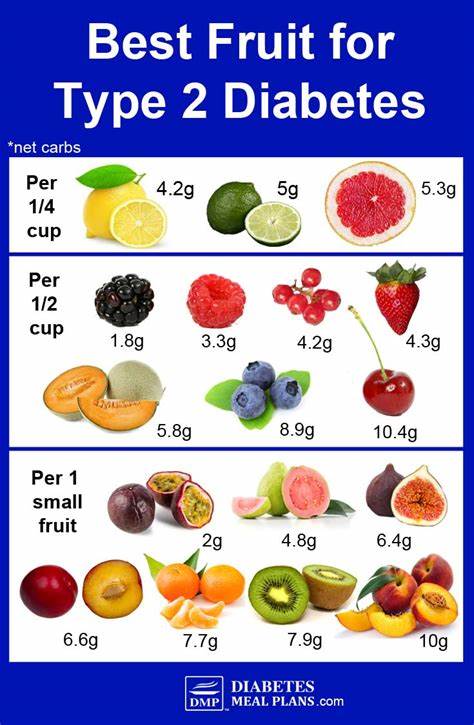 Best Fruit for
Type 2 Diabetes
*net carbs
Per
1/4
cup
4.2g
5g
5.3g
Per
1/2
cup
1.8g
3.3g
4.2g
4.3g
5.8g
8.9g
10.4g
Per 1
small
fruit
2g
4.8g
6.4g
6.6g
7.7g
7.9g
10g
DMP
DIABETES
MEAL PLANS.com